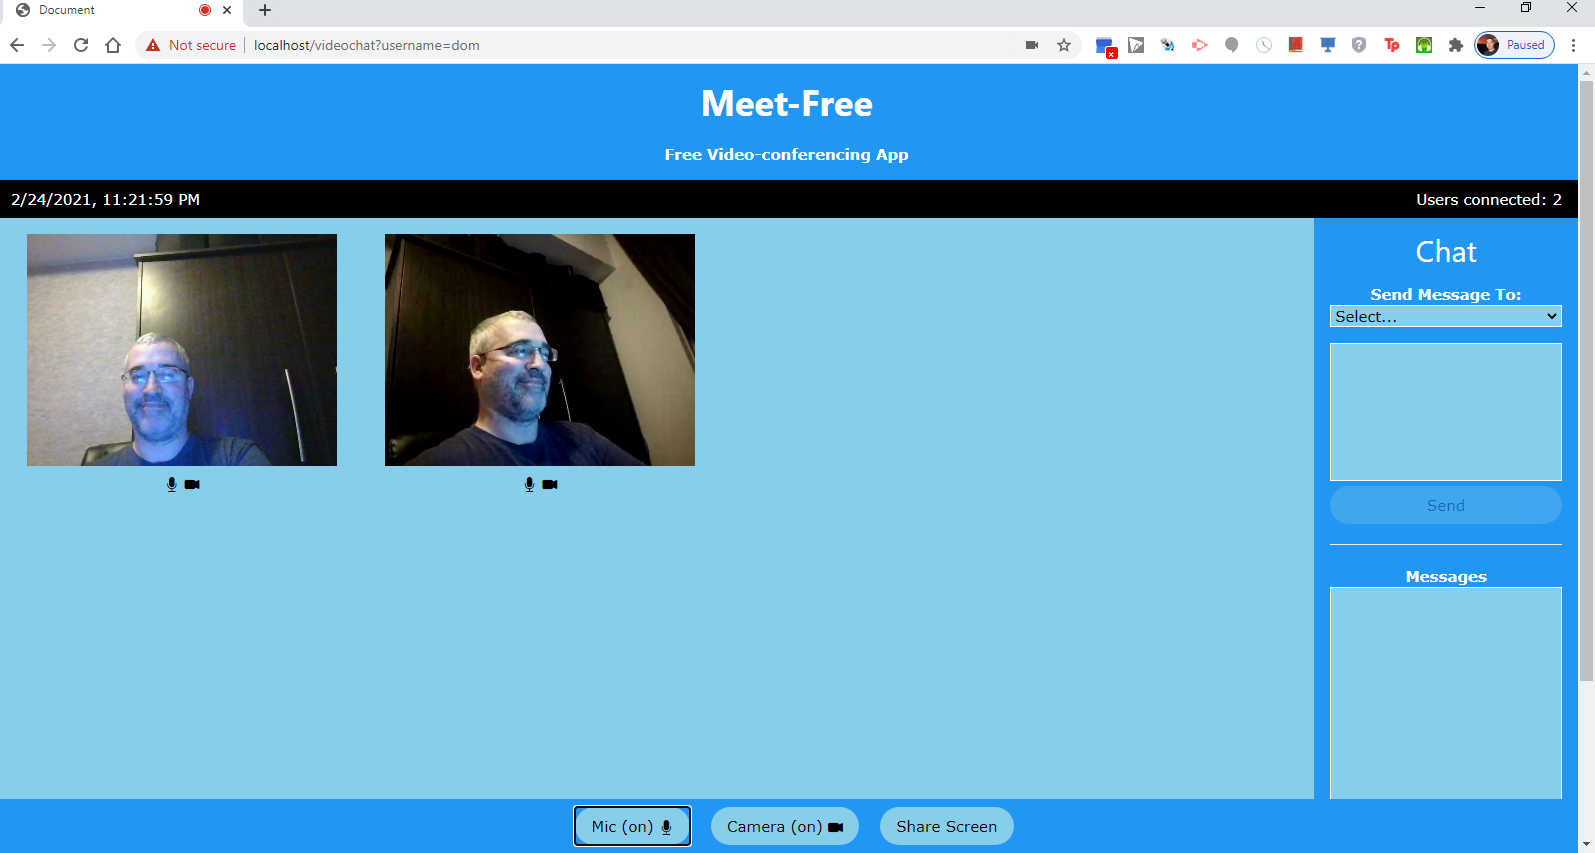 Document
Not secure
localhost/videochat?username=dom
Tp
Paused
Meet-Free
Free Video-conferencing App
2/24/2021, 11:21:59 PM
Users connected: 2
Chat
Send Message To:
Select...
Send
Messages
Mic (on)
Camera (on)
Share Screen